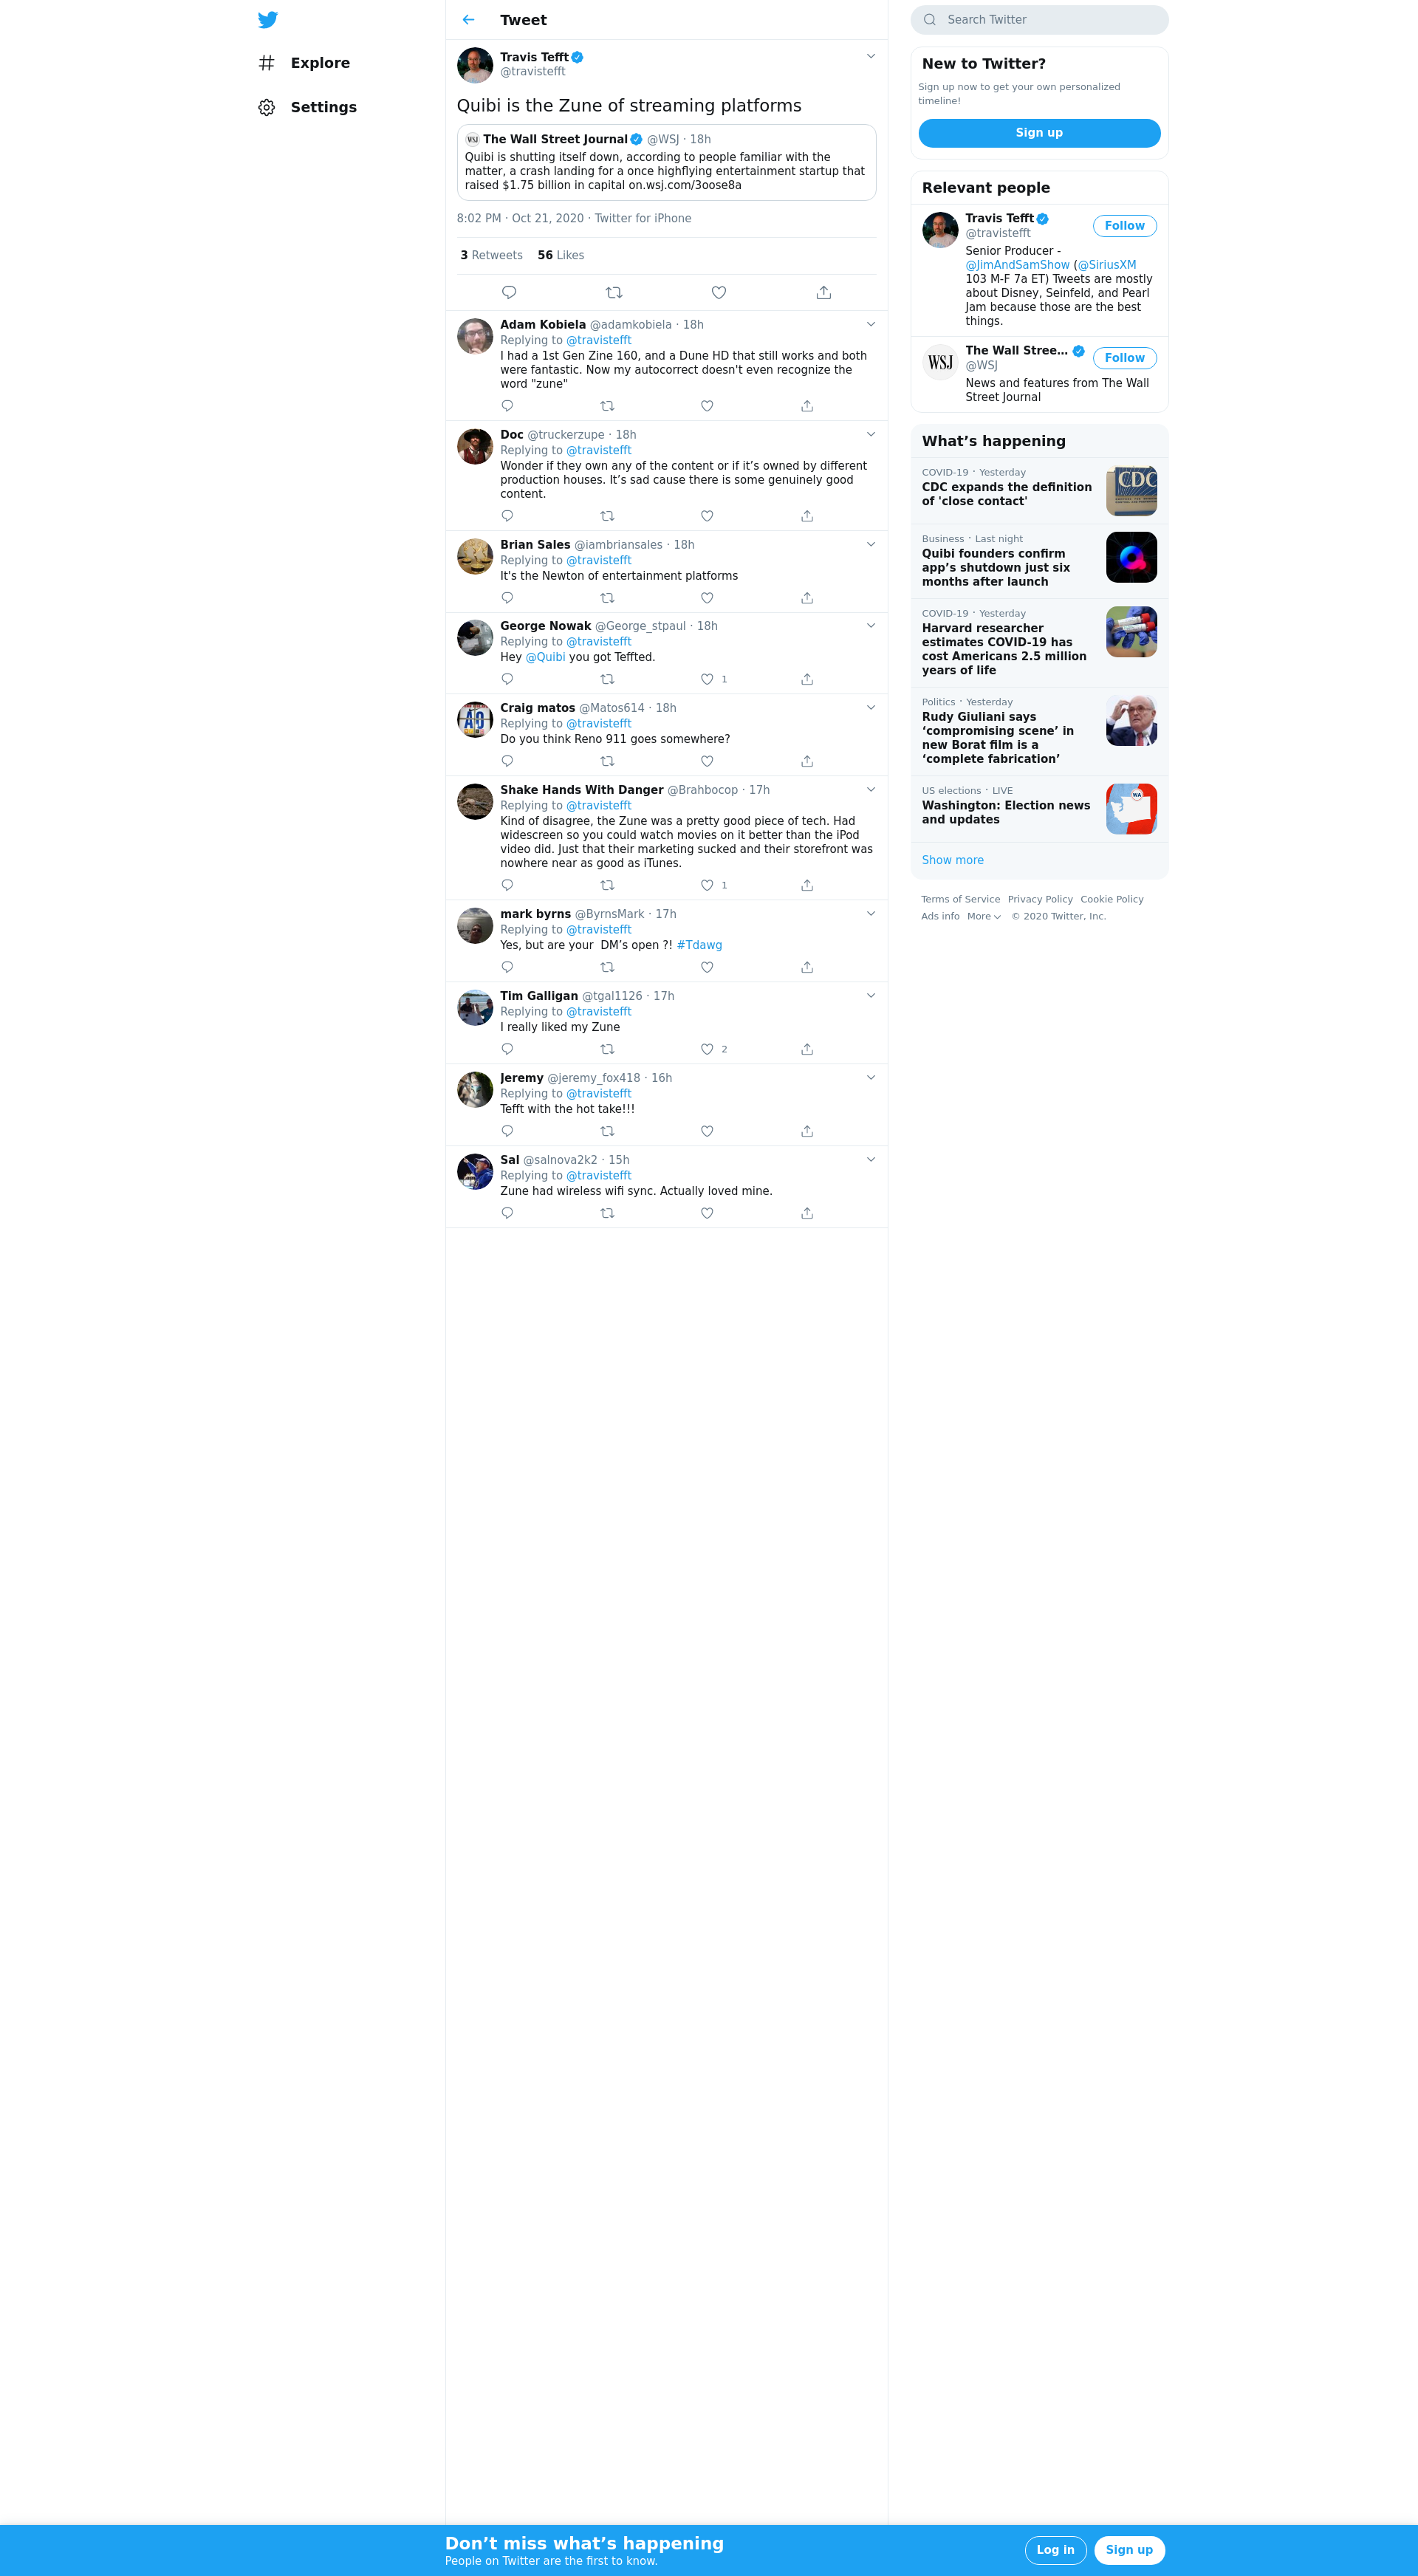 Explore
Settings
Tweet
Travis Tefft
@travistefft
Quibi is the Zune of streaming platforms
WSJ The Wall Street Journal @WSJ · 18h
Quibi is shutting itself down, according to people familiar with the
matter, a crash landing for a once highflying entertainment startup that
raised $1.75 billion in capital on.wsj.com/3oose8a
8:02 PM · Oct 21, 2020 · Twitter for iPhone
3 Retweets 56 Likes
Adam Kobiela @adamkobiela · 18h
Replying to @travistefft
I had a 1st Gen Zine 160, and a Dune HD that still works and both
were fantastic. Now my autocorrect doesn't even recognize the
word "zune"
Doc @truckerzupe · 18h
Replying to @travistefft
Wonder if they own any of the content or if it’s owned by different
production houses. It’s sad cause there is some genuinely good
content.
Brian Sales @iambriansales · 18h
Replying to @travistefft
It's the Newton of entertainment platforms
George Nowak @George_stpaul · 18h
Replying to @travistefft
Hey @Quibi you got Teffted.
1
Craig matos @Matos614 · 18h
Replying to @travistefft
Do you think Reno 911 goes somewhere?
Shake Hands With Danger @Brahbocop · 17h
Replying to @travistefft
Kind of disagree, the Zune was a pretty good piece of tech. Had
widescreen so you could watch movies on it better than the iPod
video did. Just that their marketing sucked and their storefront was
nowhere near as good as iTunes.
1
mark byrns @ByrnsMark · 17h
Replying to @travistefft
Yes, but are your DM’s open ?! #Tdawg
Tim Galligan @tgal1126 · 17h
Replying to @travistefft
I really liked my Zune
2
Jeremy @jeremy_fox418 · 16h
Replying to @travistefft
Tefft with the hot take!!!
Sal @salnova2k2 · 15h
Replying to @travistefft
Zune had wireless wifi sync. Actually loved mine.
Search Twitter
New to Twitter?
Sign up now to get your own personalized
timeline!
Sign up
Relevant people
Travis Tefft
@travistefft
Follow
Senior Producer -
@JimAndSamShow (@SiriusXM
103 M-F 7a ET) Tweets are mostly
about Disney, Seinfeld, and Pearl
Jam because those are the best
things.
WSJ
The Wall Stree...
@WSJ
Follow
News and features from The Wall
Street Journal
What’s happening
COVID-19 · Yesterday
CDC expands the definition
of 'close contact'
CDC
Business · Last night
Quibi founders confirm
app’s shutdown just six
months after launch
COVID-19 · Yesterday
Harvard researcher
estimates COVID-19 has
cost Americans 2.5 million
years of life
Politics · Yesterday
Rudy Giuliani says
‘compromising scene’ in
new Borat film is a
‘complete fabrication’
US elections · LIVE
Washington: Election news
and updates
WA
Show more
Terms of Service Privacy Policy Cookie Policy
Ads info More © 2020 Twitter, Inc.
Don’t miss what’s happening
People on Twitter are the first to know.
Log in
Sign up